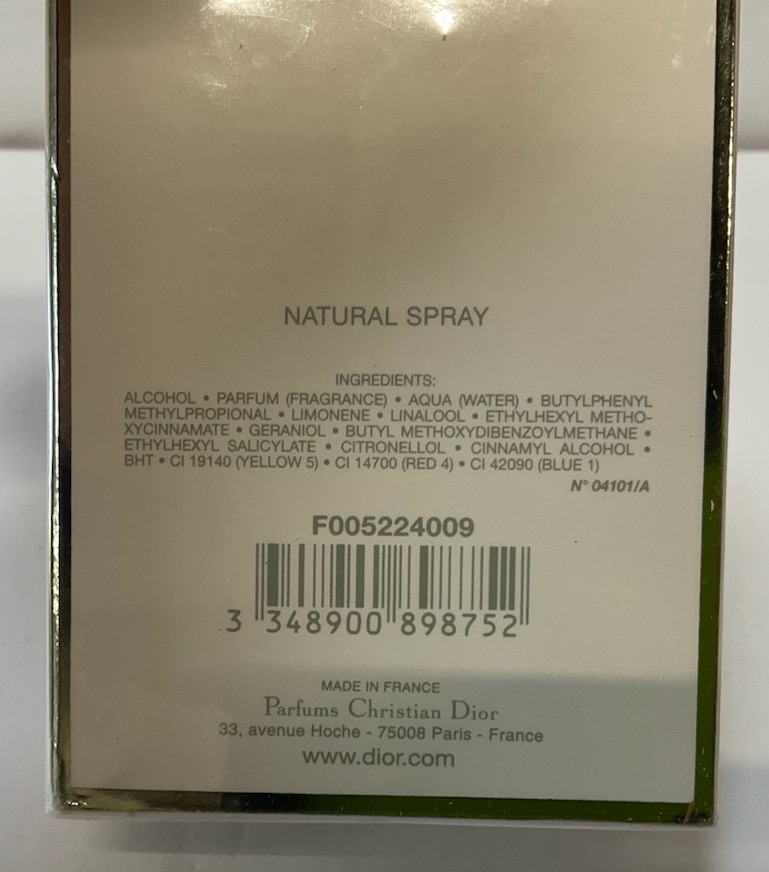 NATURAL SPRAY
INGREDIENTS:
ALCOHOL • PARFUM (FRAGRANCE) • AQUA (WATER) • BUTYLPHENYL
METHYLPROPIONAL • LIMONENE • LINALOOL • ETHYLHEXYL METHO-
XYCINNAMATE • GERANIOL • BUTYL METHOXYDIBENZOYLMETHANE •
ETHYLHEXYL SALICYLATE • CITRONELLOL • CINNAMYL ALCOHOL •
BHT • CI 19140 (YELLOW 5) • CI 14700 (RED 4) • CI 42090 (BLUE 1)
N° 04101/A
F005224009
3 348900 898752
MADE IN FRANCE
Parfums Christian Dior
33, avenue Hoche - 75008 Paris - France
www.dior.com